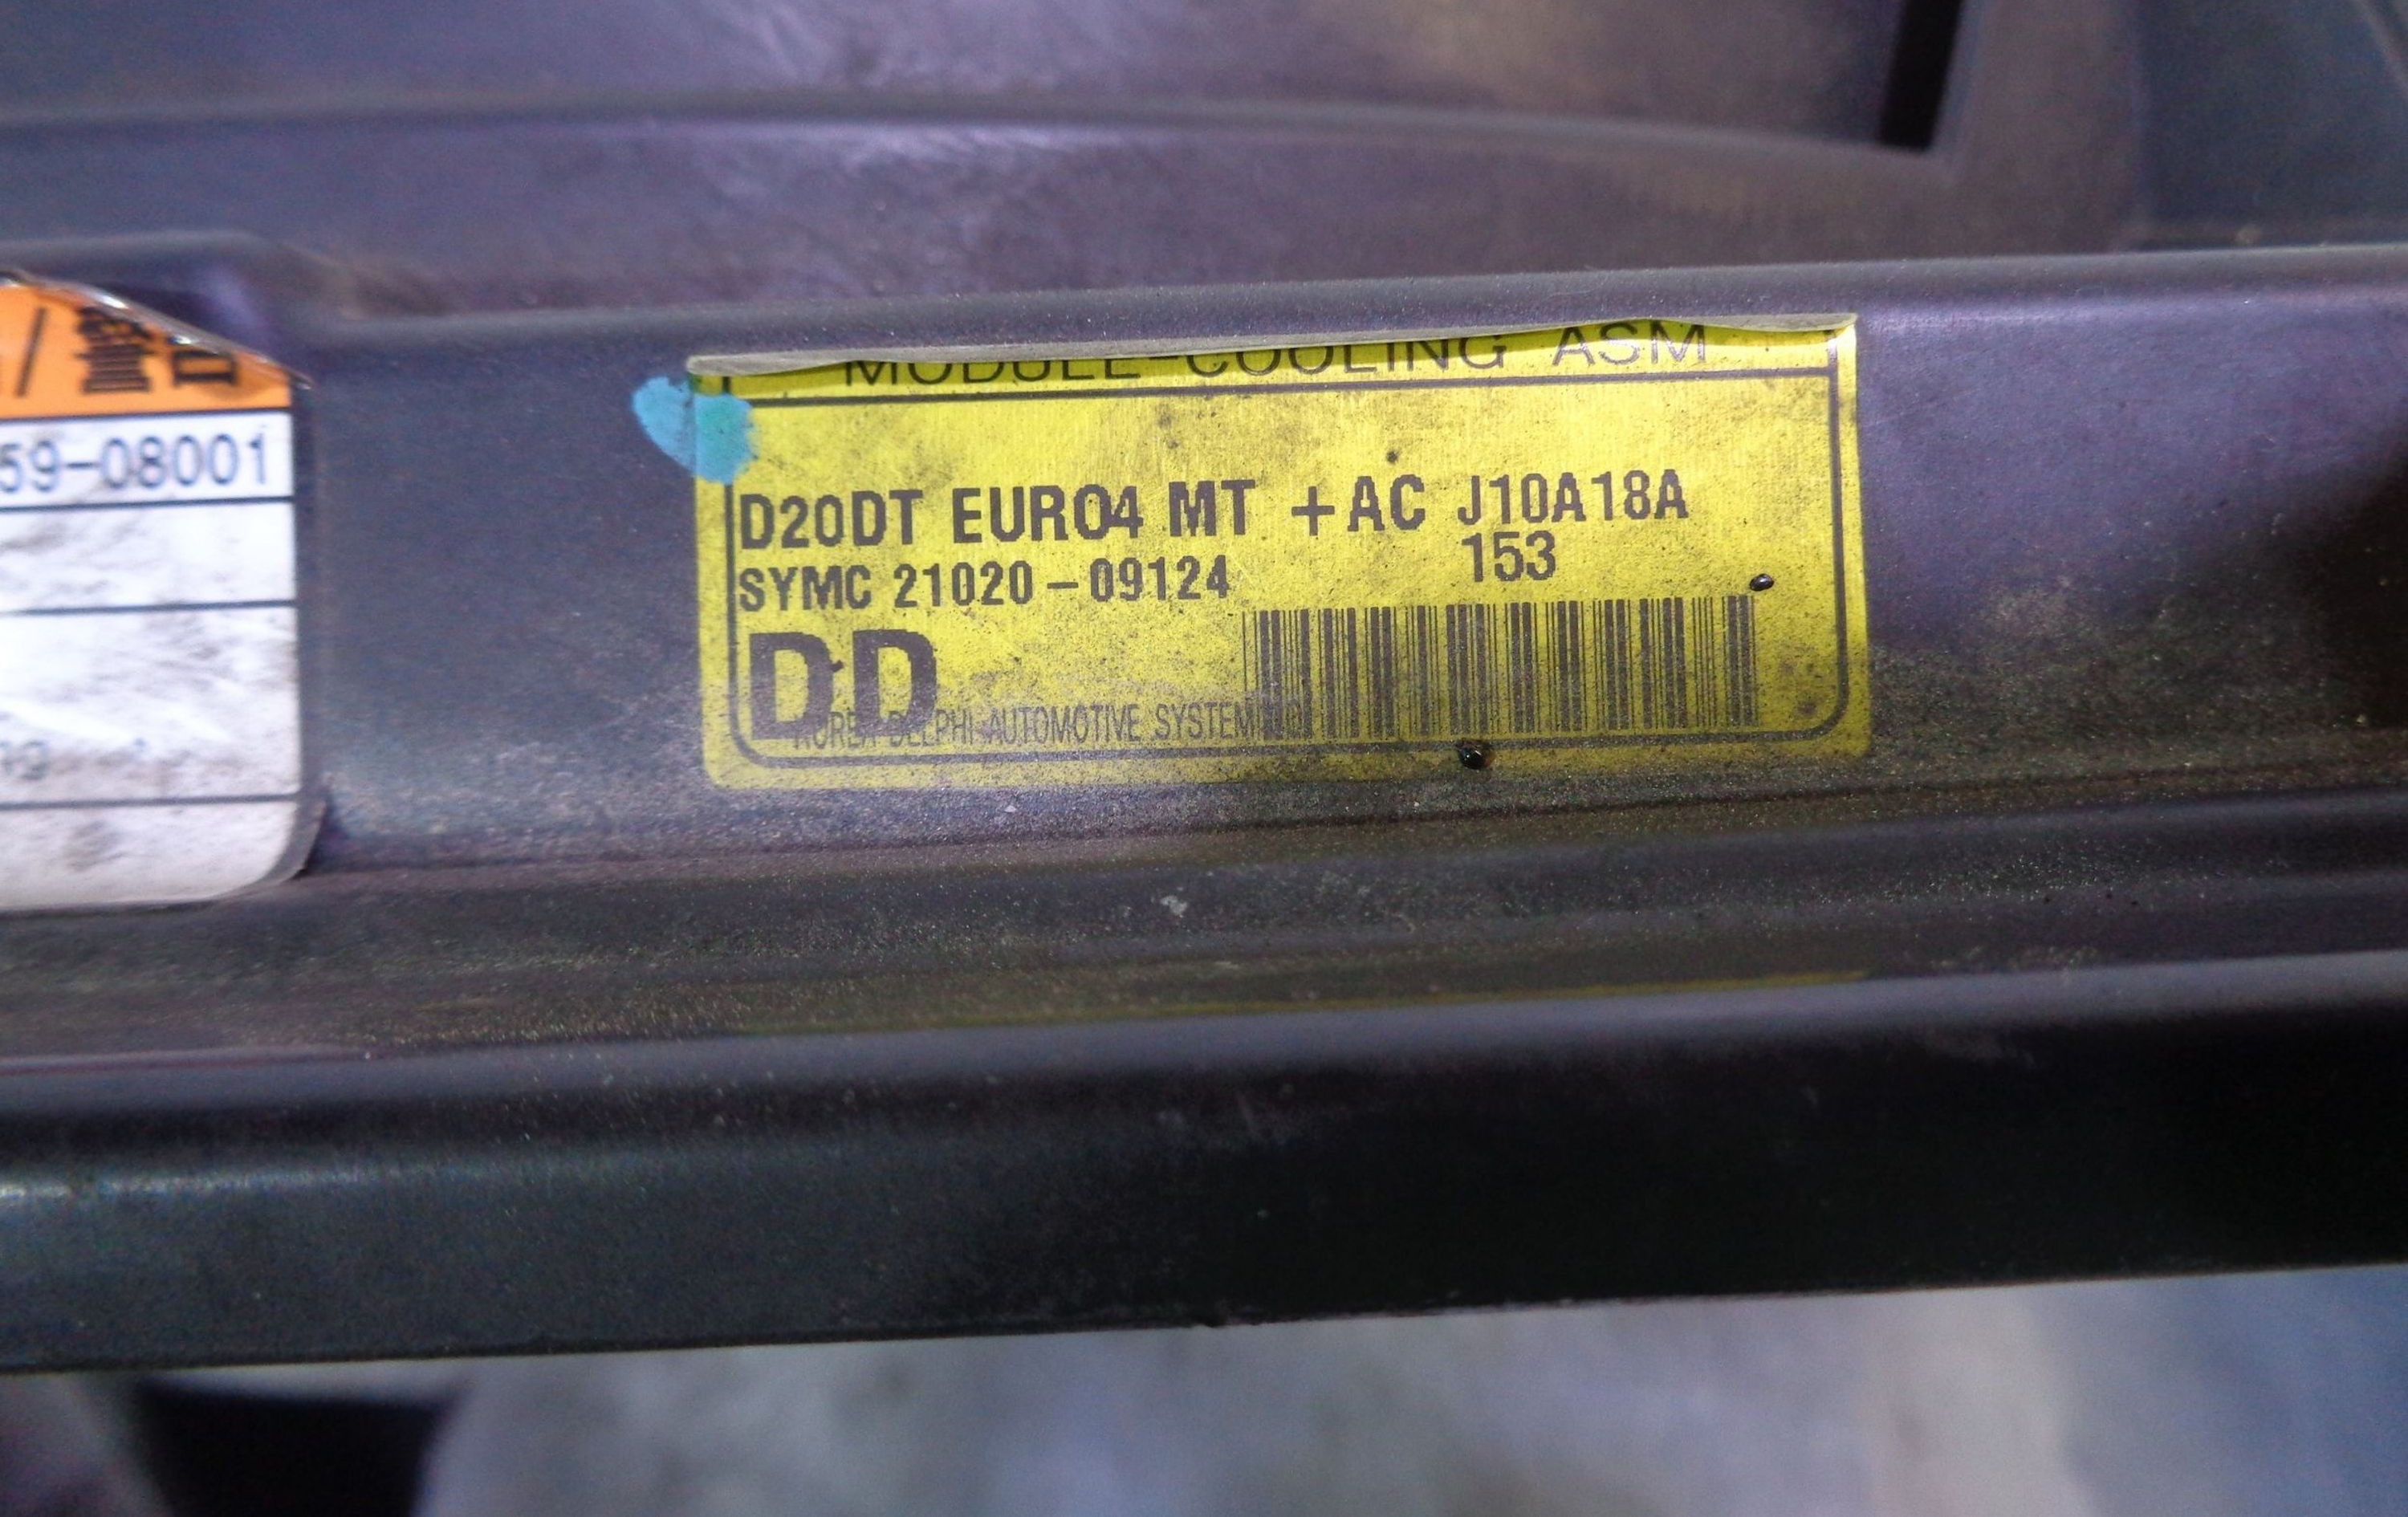 MODULE-COOLING ASM
D20DT EURO4 MT +AC J10A18A
153
SYMC 21020-09124
DD
KOREA DELPHI AUTOMOTIVE SYSTEM
59-08001